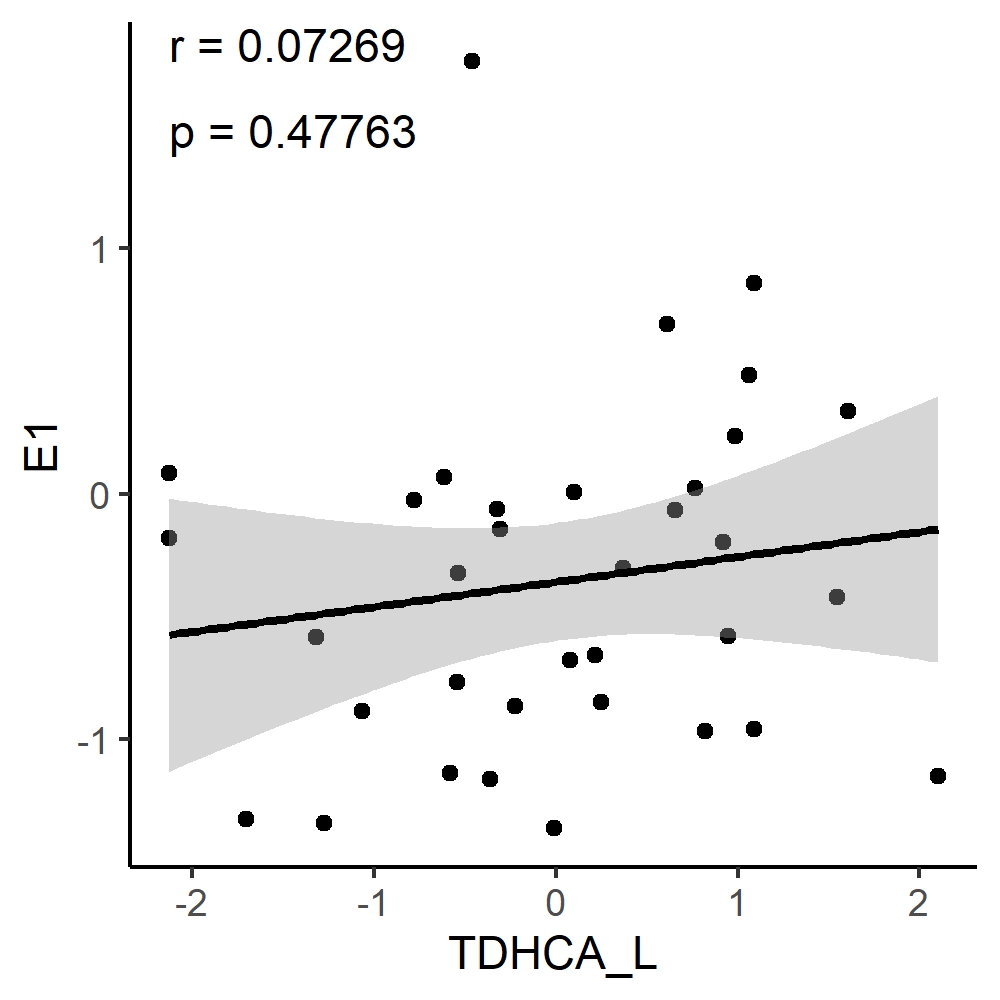 r = 0.07269
p = 0.47763
1
0
-1
E1
-2 -1 0 1 2
TDHCA_L